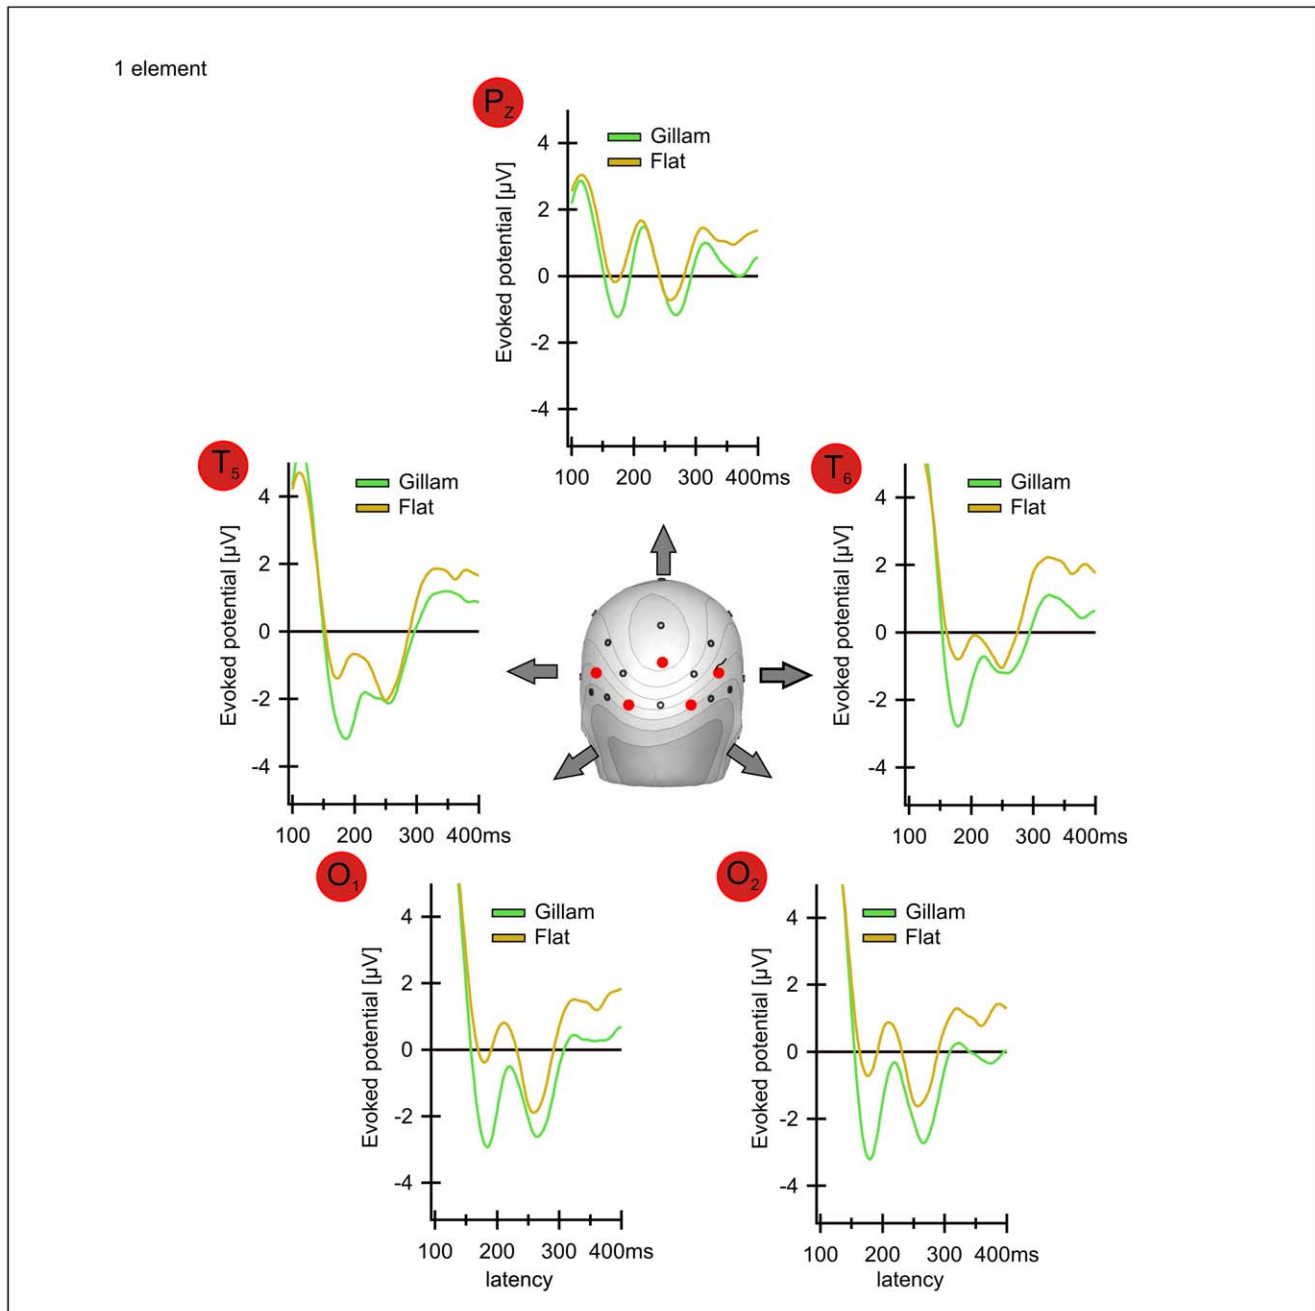 1 element
Pz
Gillam
Flat
Evoked potential [µV]
4
2
0
-2
-4
100 200 300 400ms
T5
Gillam
Flat
Evoked potential [µV]
4
2
0
-2
-4
100 200 300 400ms
T6
Gillam
Flat
Evoked potential [µV]
4
2
0
-2
-4
100 200 300 400ms
O1
Gillam
Flat
Evoked potential [µV]
4
2
0
-2
-4
100 200 300 400ms
latency
O2
Gillam
Flat
Evoked potential [µV]
4
2
0
-2
-4
100 200 300 400ms
latency